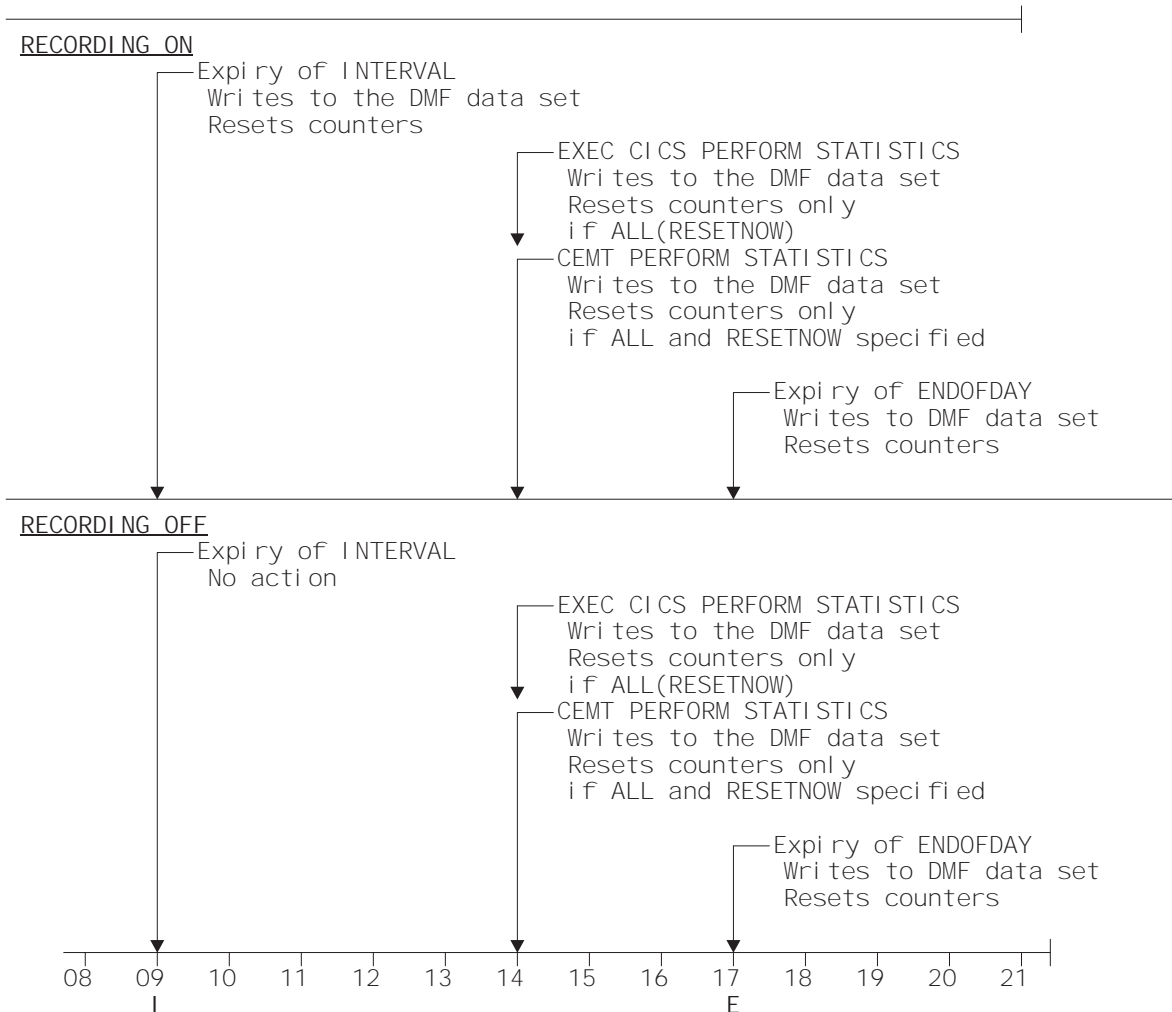 RECORDING ON
Expiry of INTERVAL
Writes to the DMF data set
Resets counters
EXEC CICS PERFORM STATISTICS
Writes to the DMF data set
Resets counters only
if ALL(RESETNOW)
CEMT PERFORM STATISTICS
Writes to the DMF data set
Resets counters only
if ALL and RESETNOW specified
Expiry of ENDOFDAY
Writes to DMF data set
Resets counters
RECORDING OFF
Expiry of INTERVAL
No action
EXEC CICS PERFORM STATISTICS
Writes to the DMF data set
Resets counters only
if ALL(RESETNOW)
CEMT PERFORM STATISTICS
Writes to the DMF data set
Resets counters only
if ALL and RESETNOW specified
Expiry of ENDOFDAY
Writes to DMF data set
Resets counters
08 09 10 11 12 13 14 15 16 17 18 19 20 21
I E